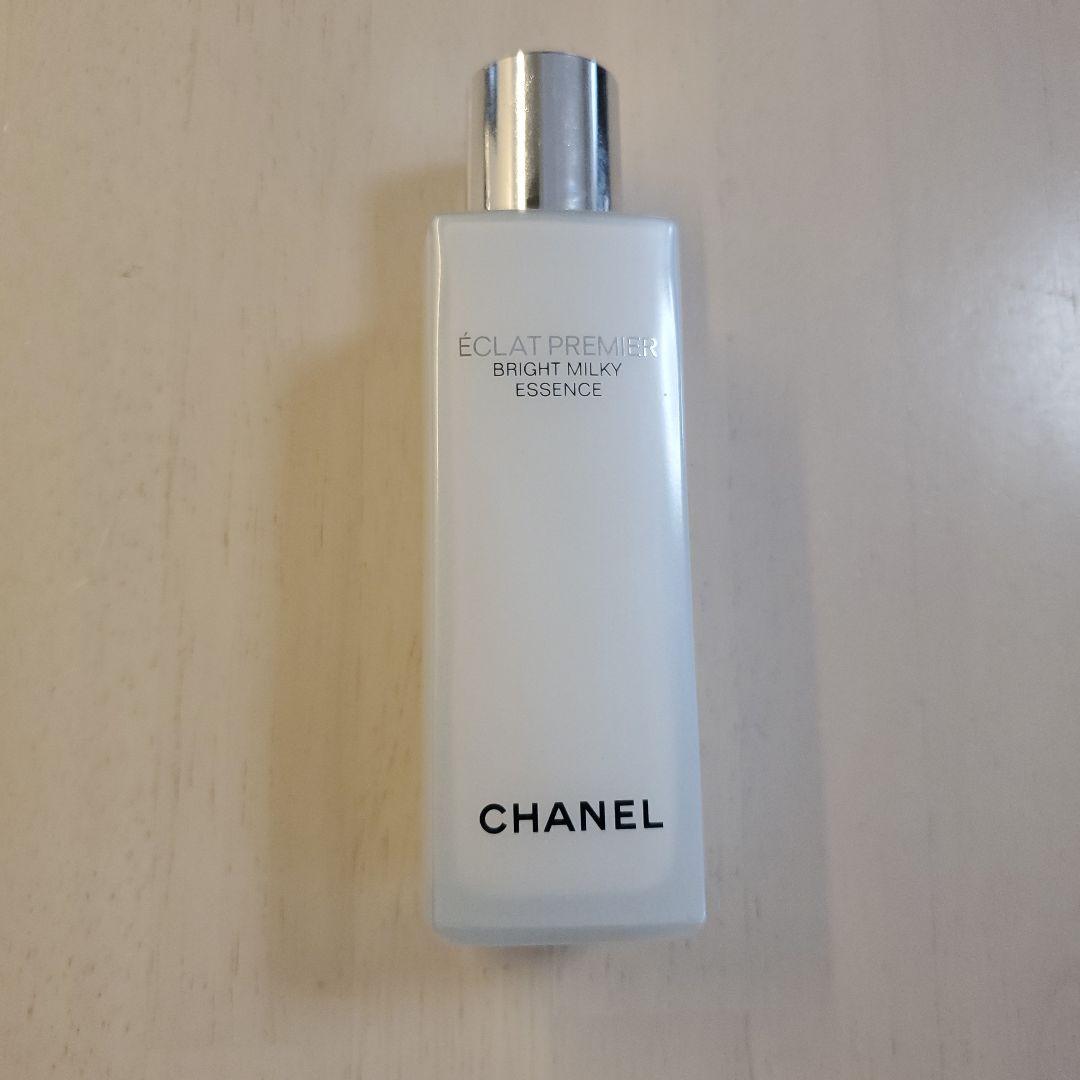 ÉCLAT PREMIER
BRIGHT MILKY
ESSENCE
CHANEL